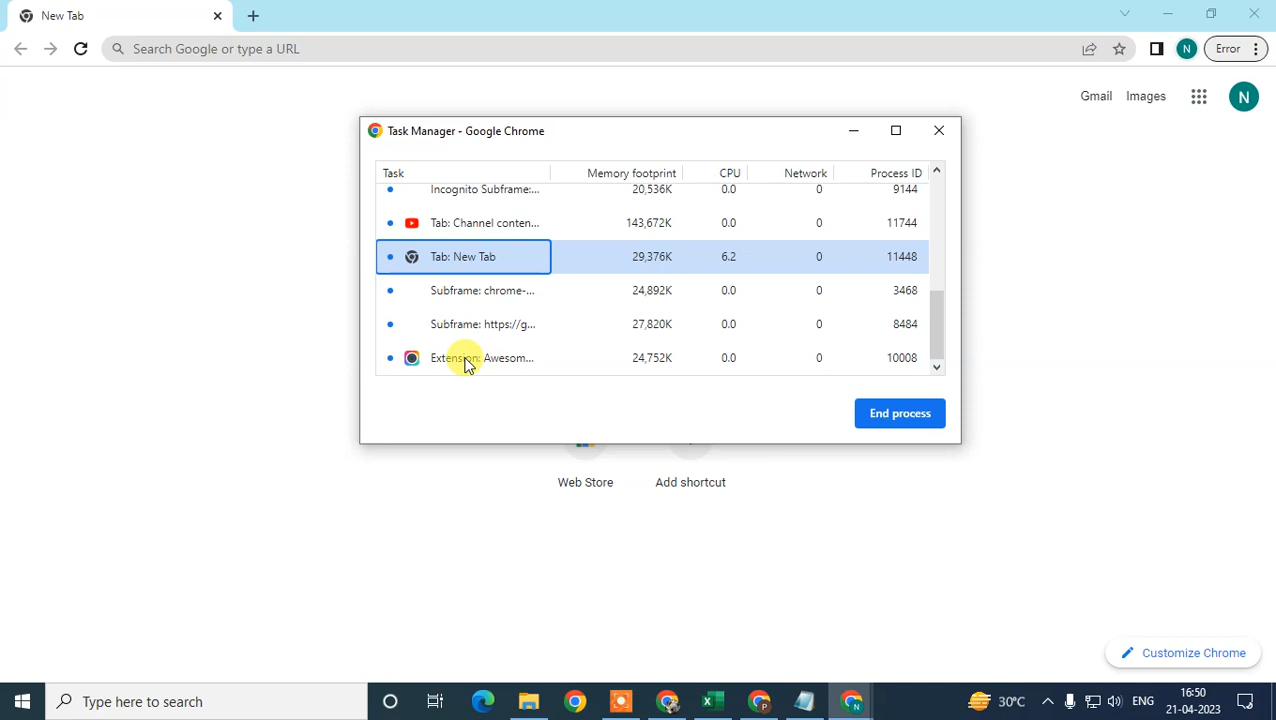 New Tab
Search Google or type a URL
N
Error
Gmail Images
N
Task Manager - Google Chrome
Task Memory footprint CPU Network Process ID
Incognito Subframe:... 20,536K 0.0 0 9144
Tab: Channel conten... 143,672K 0.0 0 11744
Tab: New Tab 29,376K 6.2 0 11448
Subframe: chrome-... 24,892K 0.0 0 3468
Subframe: https://g... 27,820K 0.0 0 8484
Extension: Awesom... 24,752K 0.0 0 10008
End process
Web Store Add shortcut
Customize Chrome
Type here to search
30°C
ENG
16:50
21-04-2023